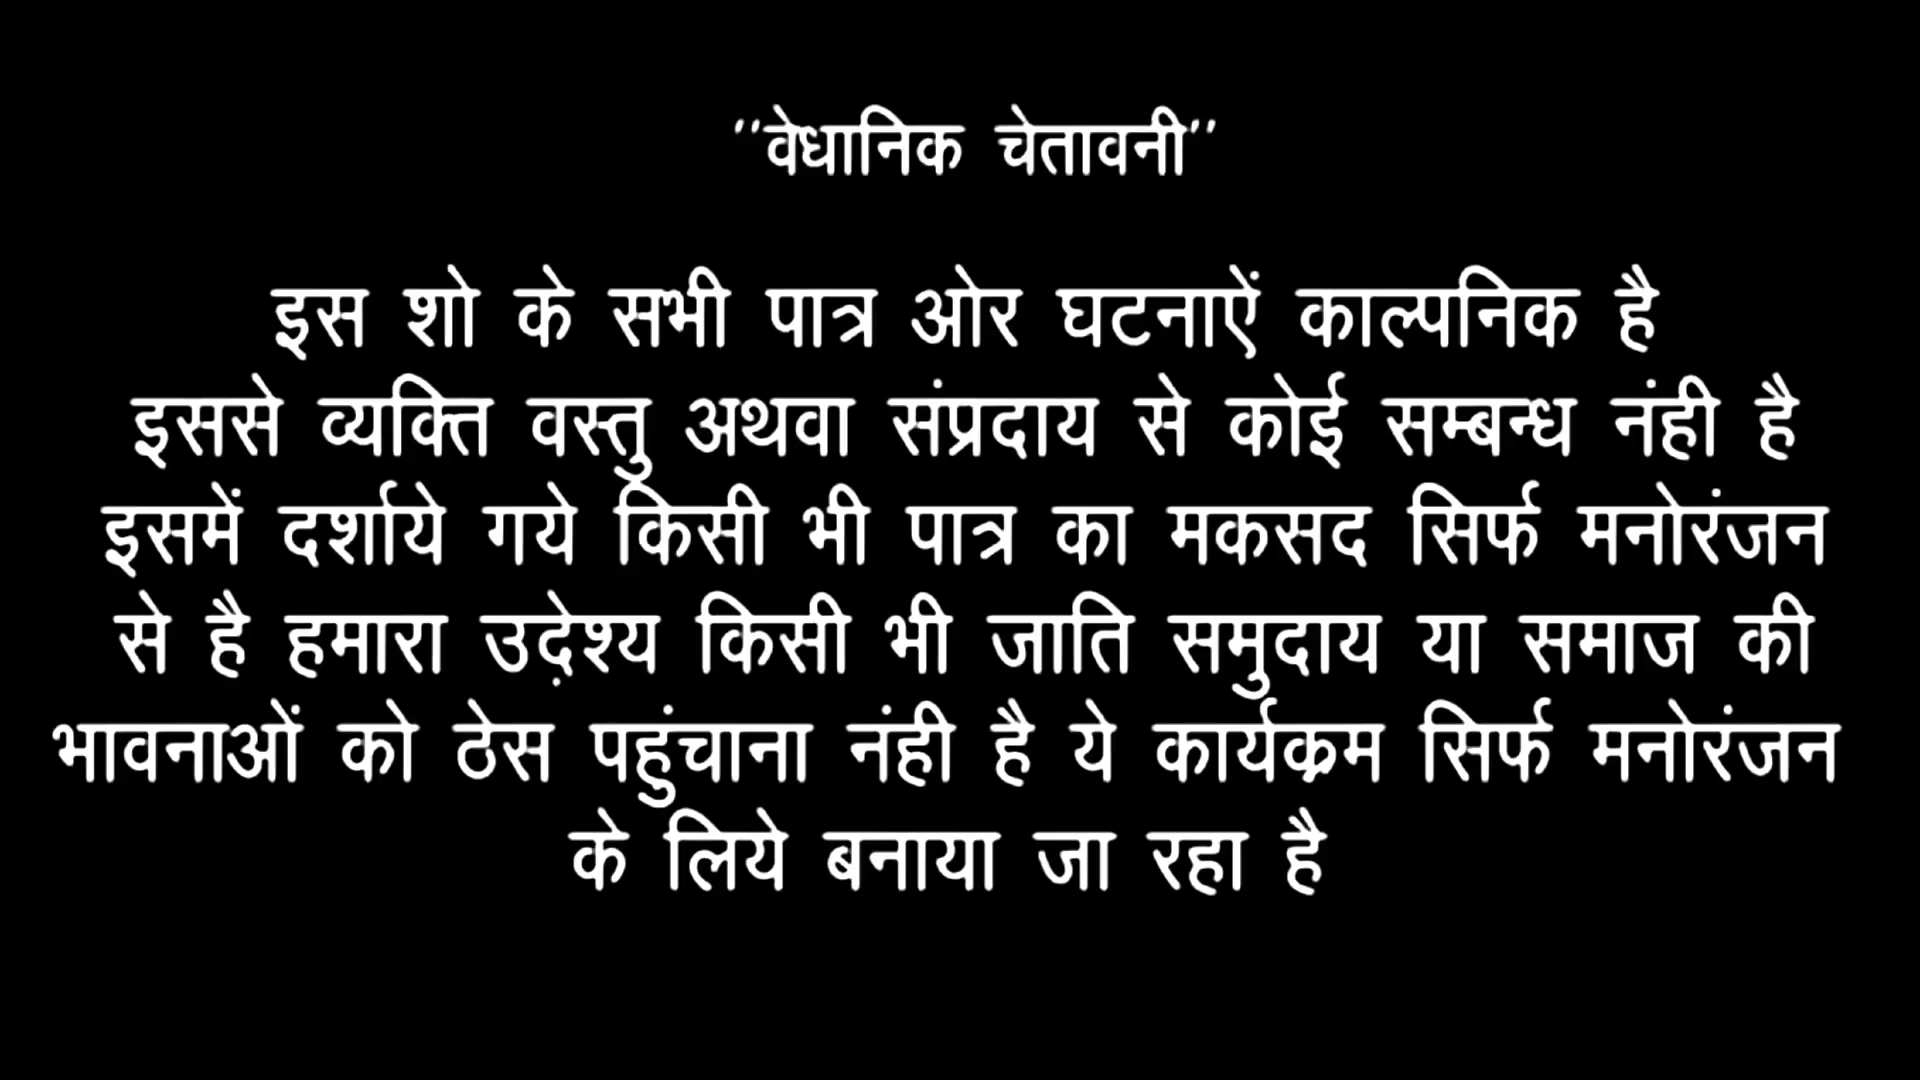 "वेधानिक चेतावनी"
इस शो के सभी पात्र ओर घटनाऐं काल्पनिक है
इससे व्यक्ति वस्तु अथवा संप्रदाय से कोई सम्बन्ध नंही है
इसमें दर्शाये गये किसी भी पात्र का मकसद सिर्फ मनोरंजन
से है हमारा उद़ेश्य किसी भी जाति समुदाय या समाज की
भावनाओं को ठेस पहुंचाना नंही है ये कार्यक्रम सिर्फ मनोरंजन
के लिये बनाया जा रहा है